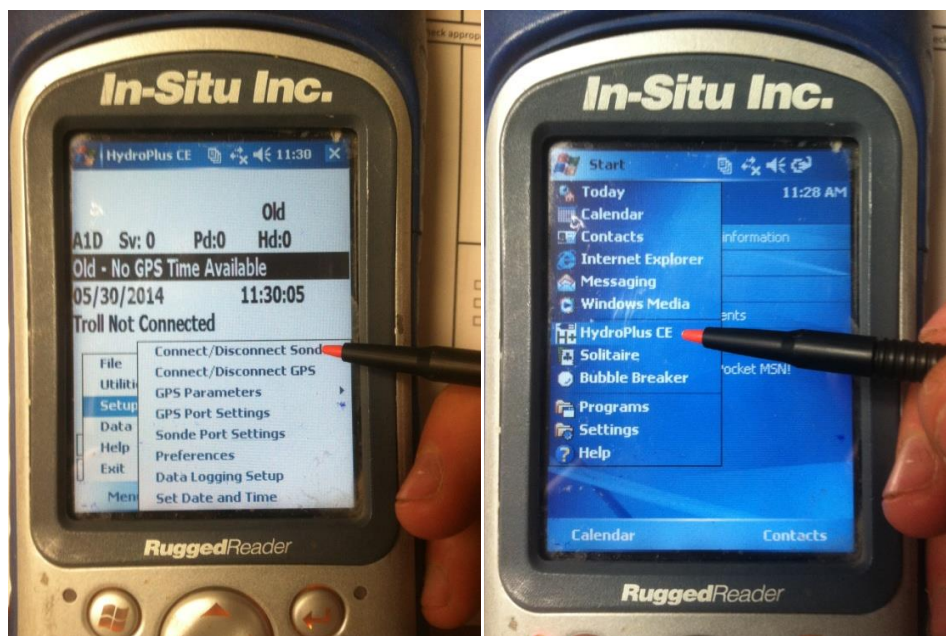 In-Situ Inc.
HydroPlus CE 11:30
Old
A1D Sv: 0 Pd:0 Hd:0
Old - No GPS Time Available
05/30/2014 11:30:05
Troll Not Connected
File
Utiliti
Setup
Data
Help
Exit
Men
Connect/Disconnect Sond
Connect/Disconnect GPS
GPS Parameters
GPS Port Settings
Sonde Port Settings
Preferences
Data Logging Setup
Set Date and Time
RuggedReader
In-Situ Inc.
Start
11:28 AM
Today
Calendar
Contacts
Internet Explorer
Messaging
Windows Media
HydroPlus CE
Solitaire
Bubble Breaker
Programs
Settings
Help
information
ents
Pocket MSN!
Calendar Contacts
RuggedReader